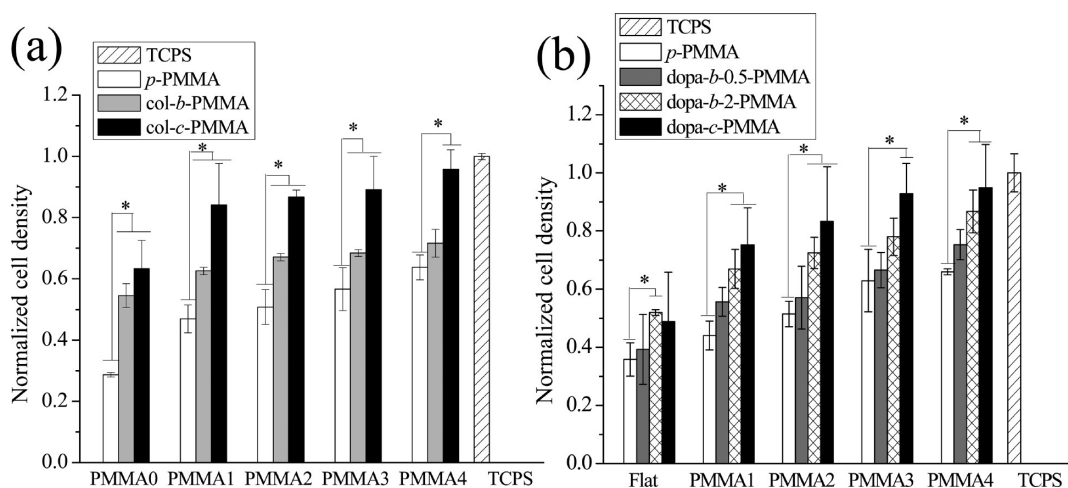 (a)
TCPS
p-PMMA
col-b-PMMA
col-c-PMMA
Normalized cell density
1.2
1.0
0.8
0.6
0.4
0.2
0.0
*
*
*
*
*
PMMA0 PMMA1 PMMA2 PMMA3 PMMA4 TCPS
(b)
TCPS
p-PMMA
dopa-b-0.5-PMMA
dopa-b-2-PMMA
dopa-c-PMMA
Normalized cell density
1.2
1.0
0.8
0.6
0.4
0.2
0.0
*
*
*
*
*
Flat PMMA1 PMMA2 PMMA3 PMMA4 TCPS